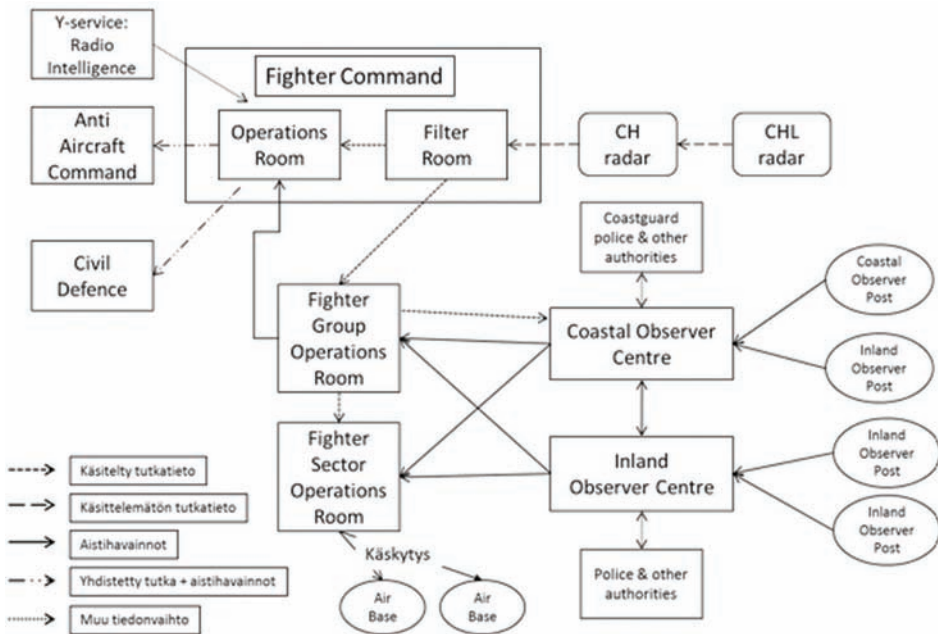 Y-service:
Radio
Intelligence
Fighter Command
Anti
Aircraft
Command
Operations
Room
Filter
Room
CH
radar
CHL
radar
Civil
Defence
Coastguard
police & other
authorities
Coastal
Observer
Post
Fighter
Group
Operations
Room
Coastal Observer
Centre
Inland
Observer
Post
Fighter
Sector
Operations
Room
Inland
Observer Centre
Inland
Observer
Post
Inland
Observer
Post
Käsitelty tutkatieto
Käsittelemätön tutkatieto
Aistihavainnot
Yhdistetty tutka + aistihavainnot
Muu tiedonvaihto
Käskytys
Air
Base
Air
Base
Police & other
authorities